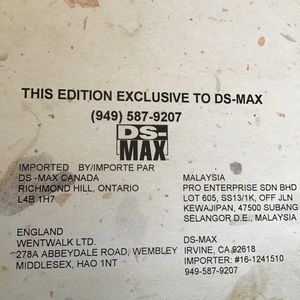 THIS EDITION EXCLUSIVE TO DS-MAX
(949) 587-9207
DS-
MAX
IMPORTED BY/IMPORTE PAR
DS -MAX CANADA
RICHMOND HILL, ONTARIO
L4B 1H7
MALAYSIA
PRO ENTERPRISE SDN BHD
LOT 605, SS13/1K, OFF JLN
KEWAJIPAN, 47500 SUBANG
SELANGOR D.E., MALAYSIA
ENGLAND
WENTWALK LTD.
278A ABBEYDALE ROAD, WEMBLEY
MIDDLESEX, HAO 1NT
DS-MAX
IRVINE, CA 92618
IMPORTER: #16-1241510
949-587-9207